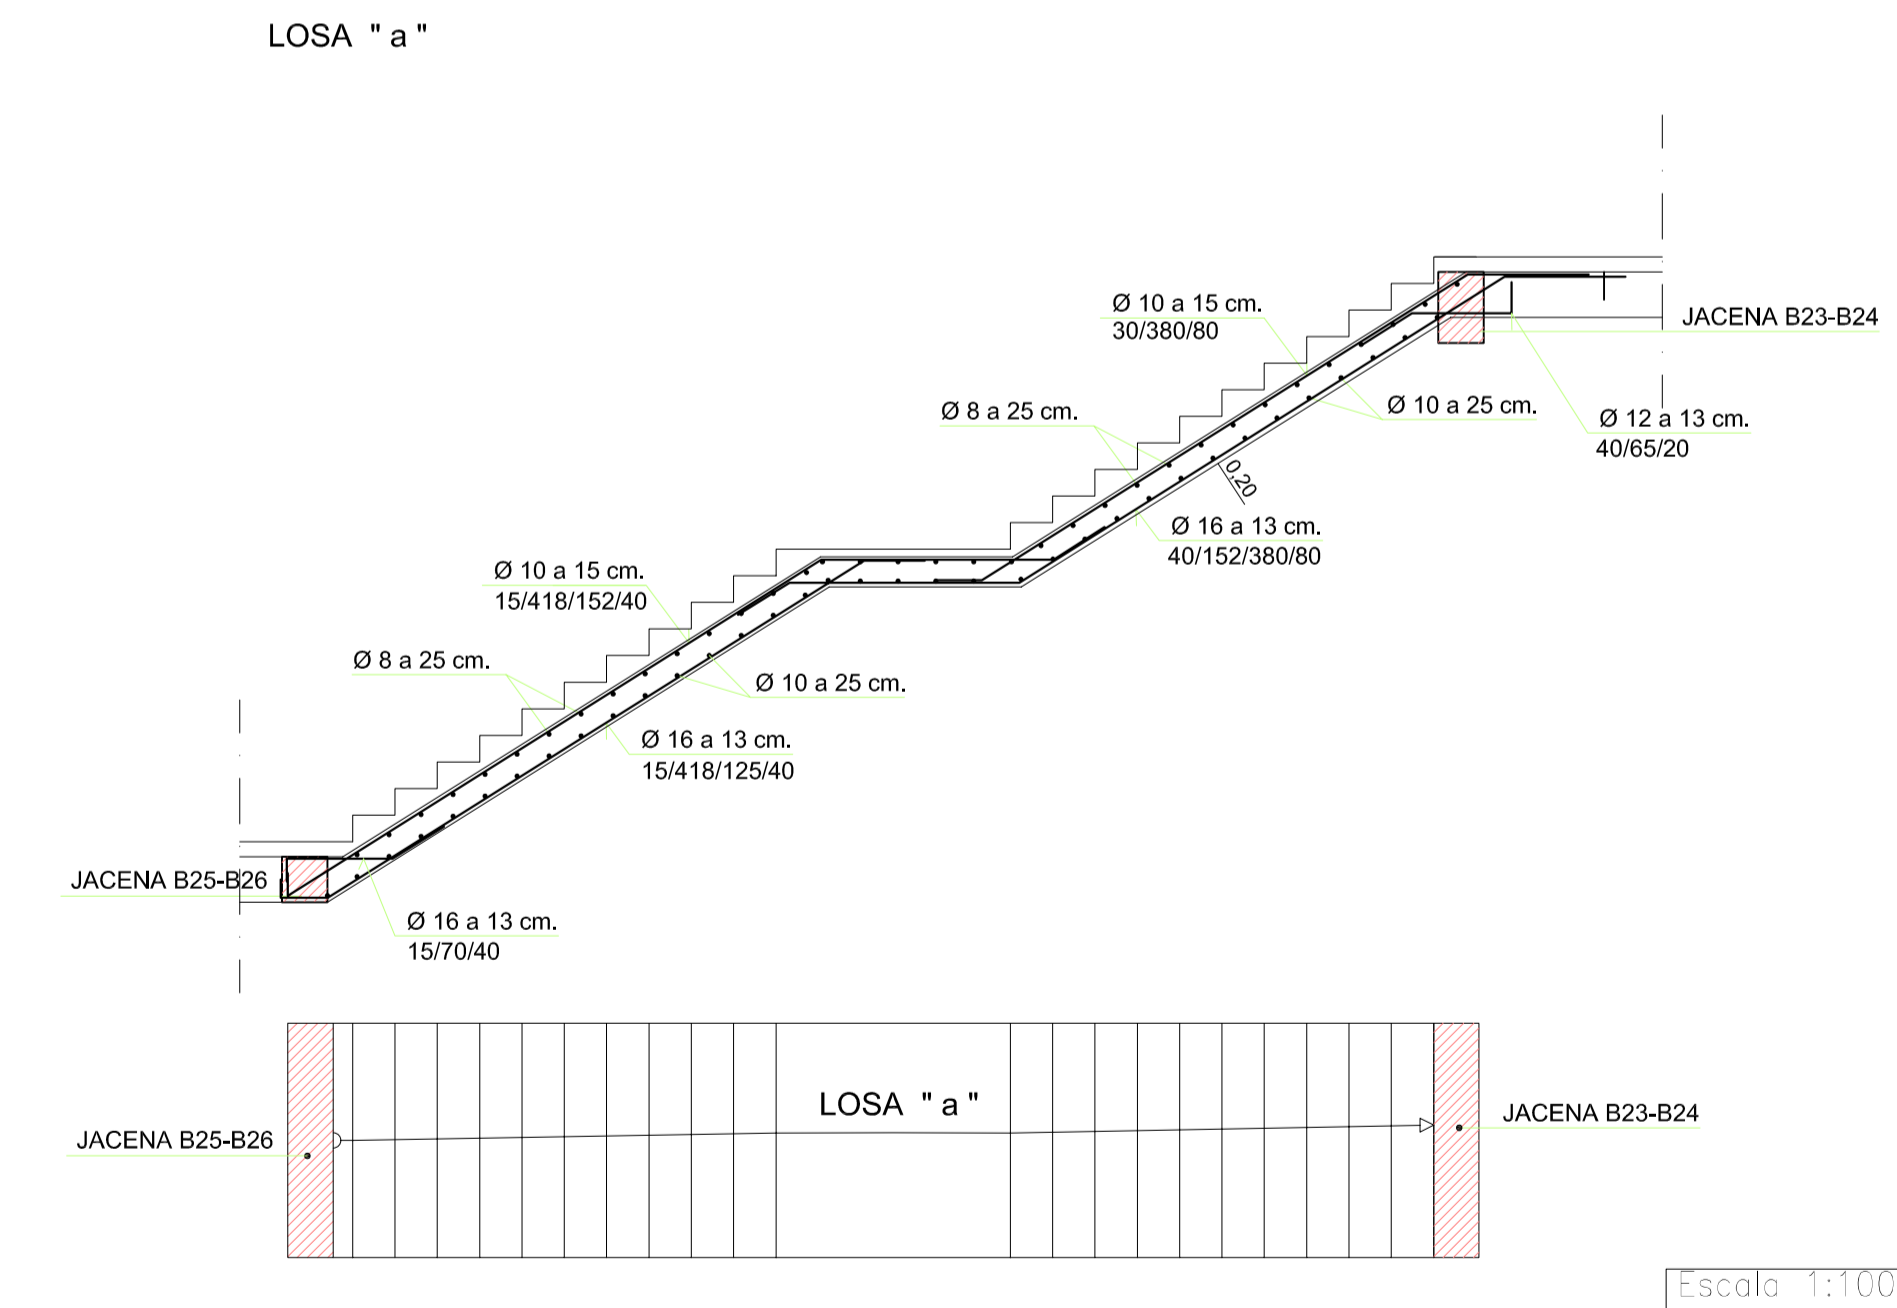 LOSA " a "
Ø 10 a 15 cm.
30/380/80
JACENA B23-B24
Ø 8 a 25 cm.
Ø 10 a 25 cm.
Ø 12 a 13 cm.
40/65/20
0,20
Ø 16 a 13 cm.
40/152/380/80
Ø 10 a 15 cm.
15/418/152/40
Ø 8 a 25 cm.
Ø 10 a 25 cm.
Ø 16 a 13 cm.
15/418/125/40
JACENA B25-B26
Ø 16 a 13 cm.
15/70/40
LOSA " a "
JACENA B23-B24
JACENA B25-B26
Escala 1:100